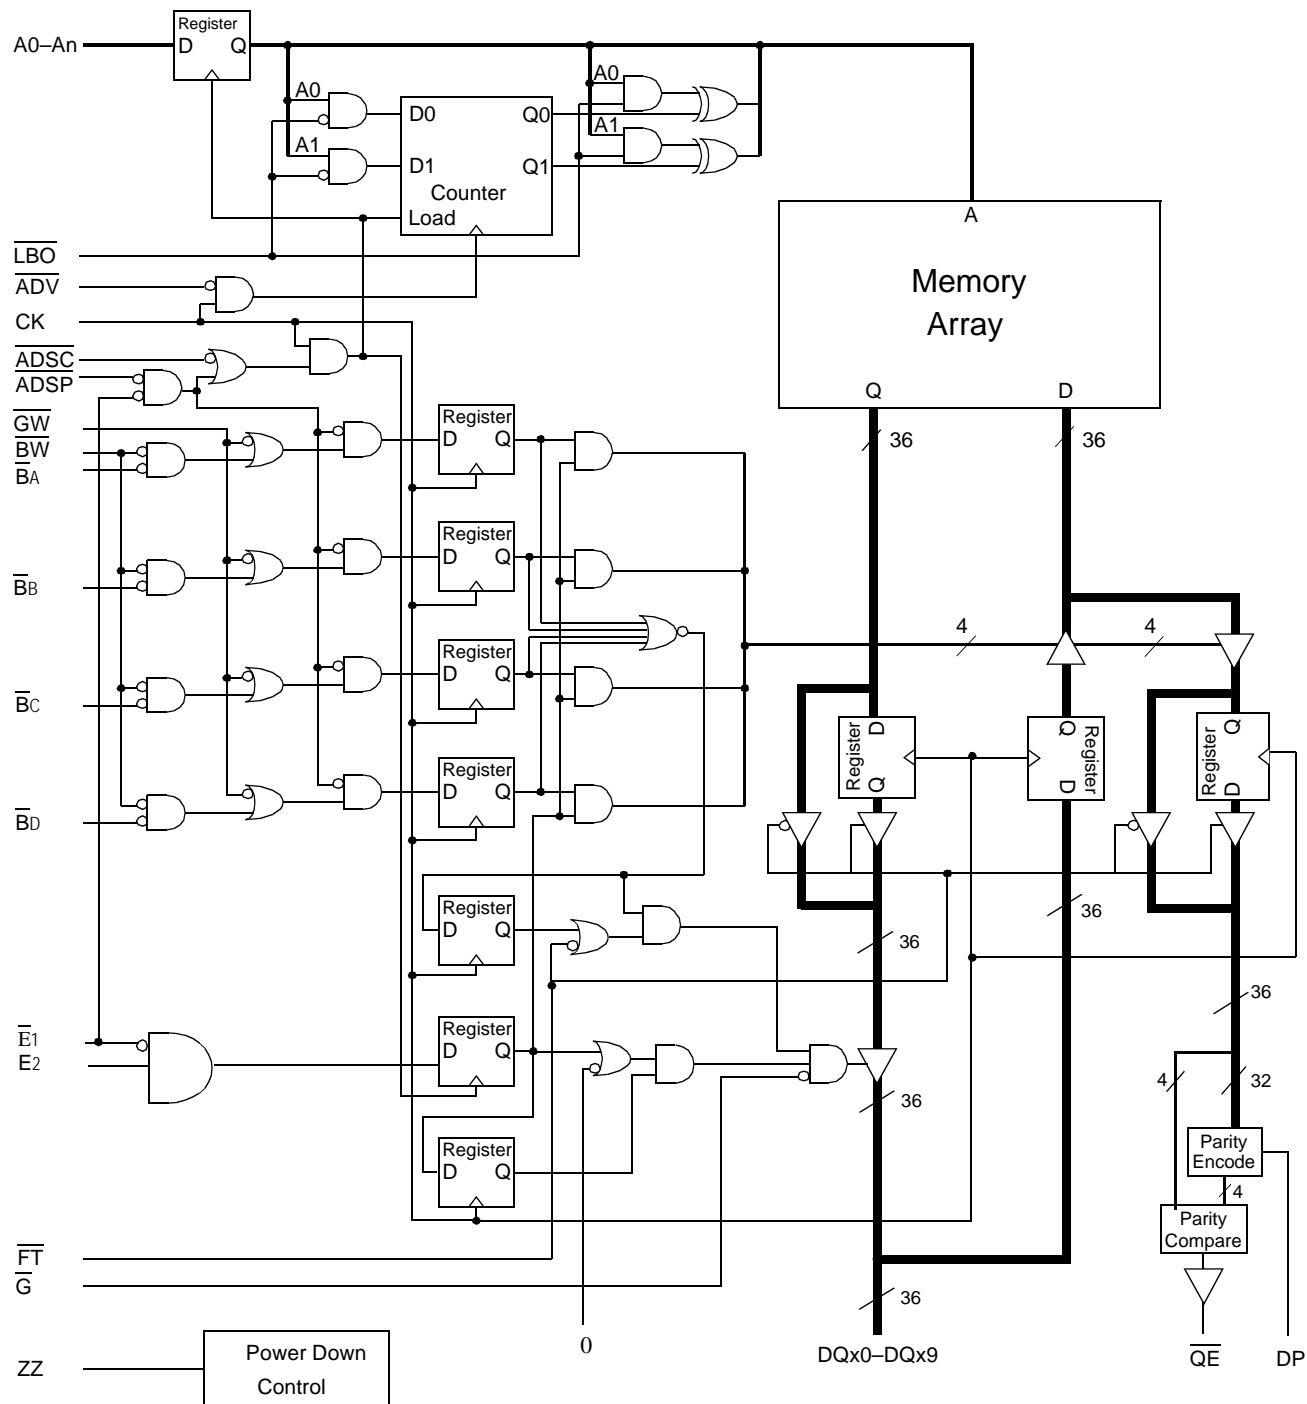 Register
A0–An
D Q
A0
A0
D0
Q0
A1
A1
D1
Q1
Counter
Load
A
LBO
ADV
Memory
Array
CK
ADSC
ADSP
Q
D
GW
BW
BA
Register
D Q
36
36
Register
D Q
BB
4
4
Register
D Q
BC
Register
D
Q
Q
D
Register
Register
Q
D
Register
D Q
BD
Register
D Q
36
36
36
E1
E2
Register
D Q
4
32
36
Register
D Q
Parity
Encode
4
Parity
Compare
FT
G
36
0
DQx0–DQx9
QE
DP
ZZ
Power Down
Control